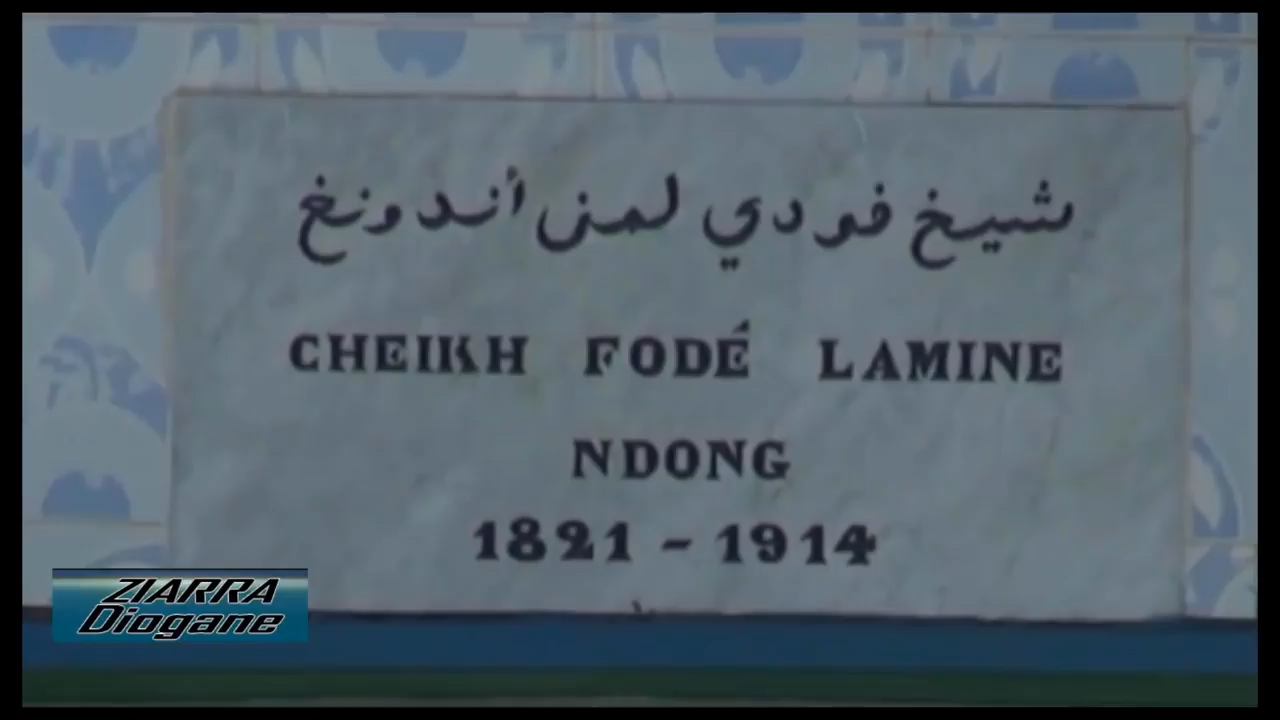 شيخ فودي لمن أندونغ
CHEIKH FODÉ LAMINE
NDONG
1821 - 1914
ZIARRA
Diogane